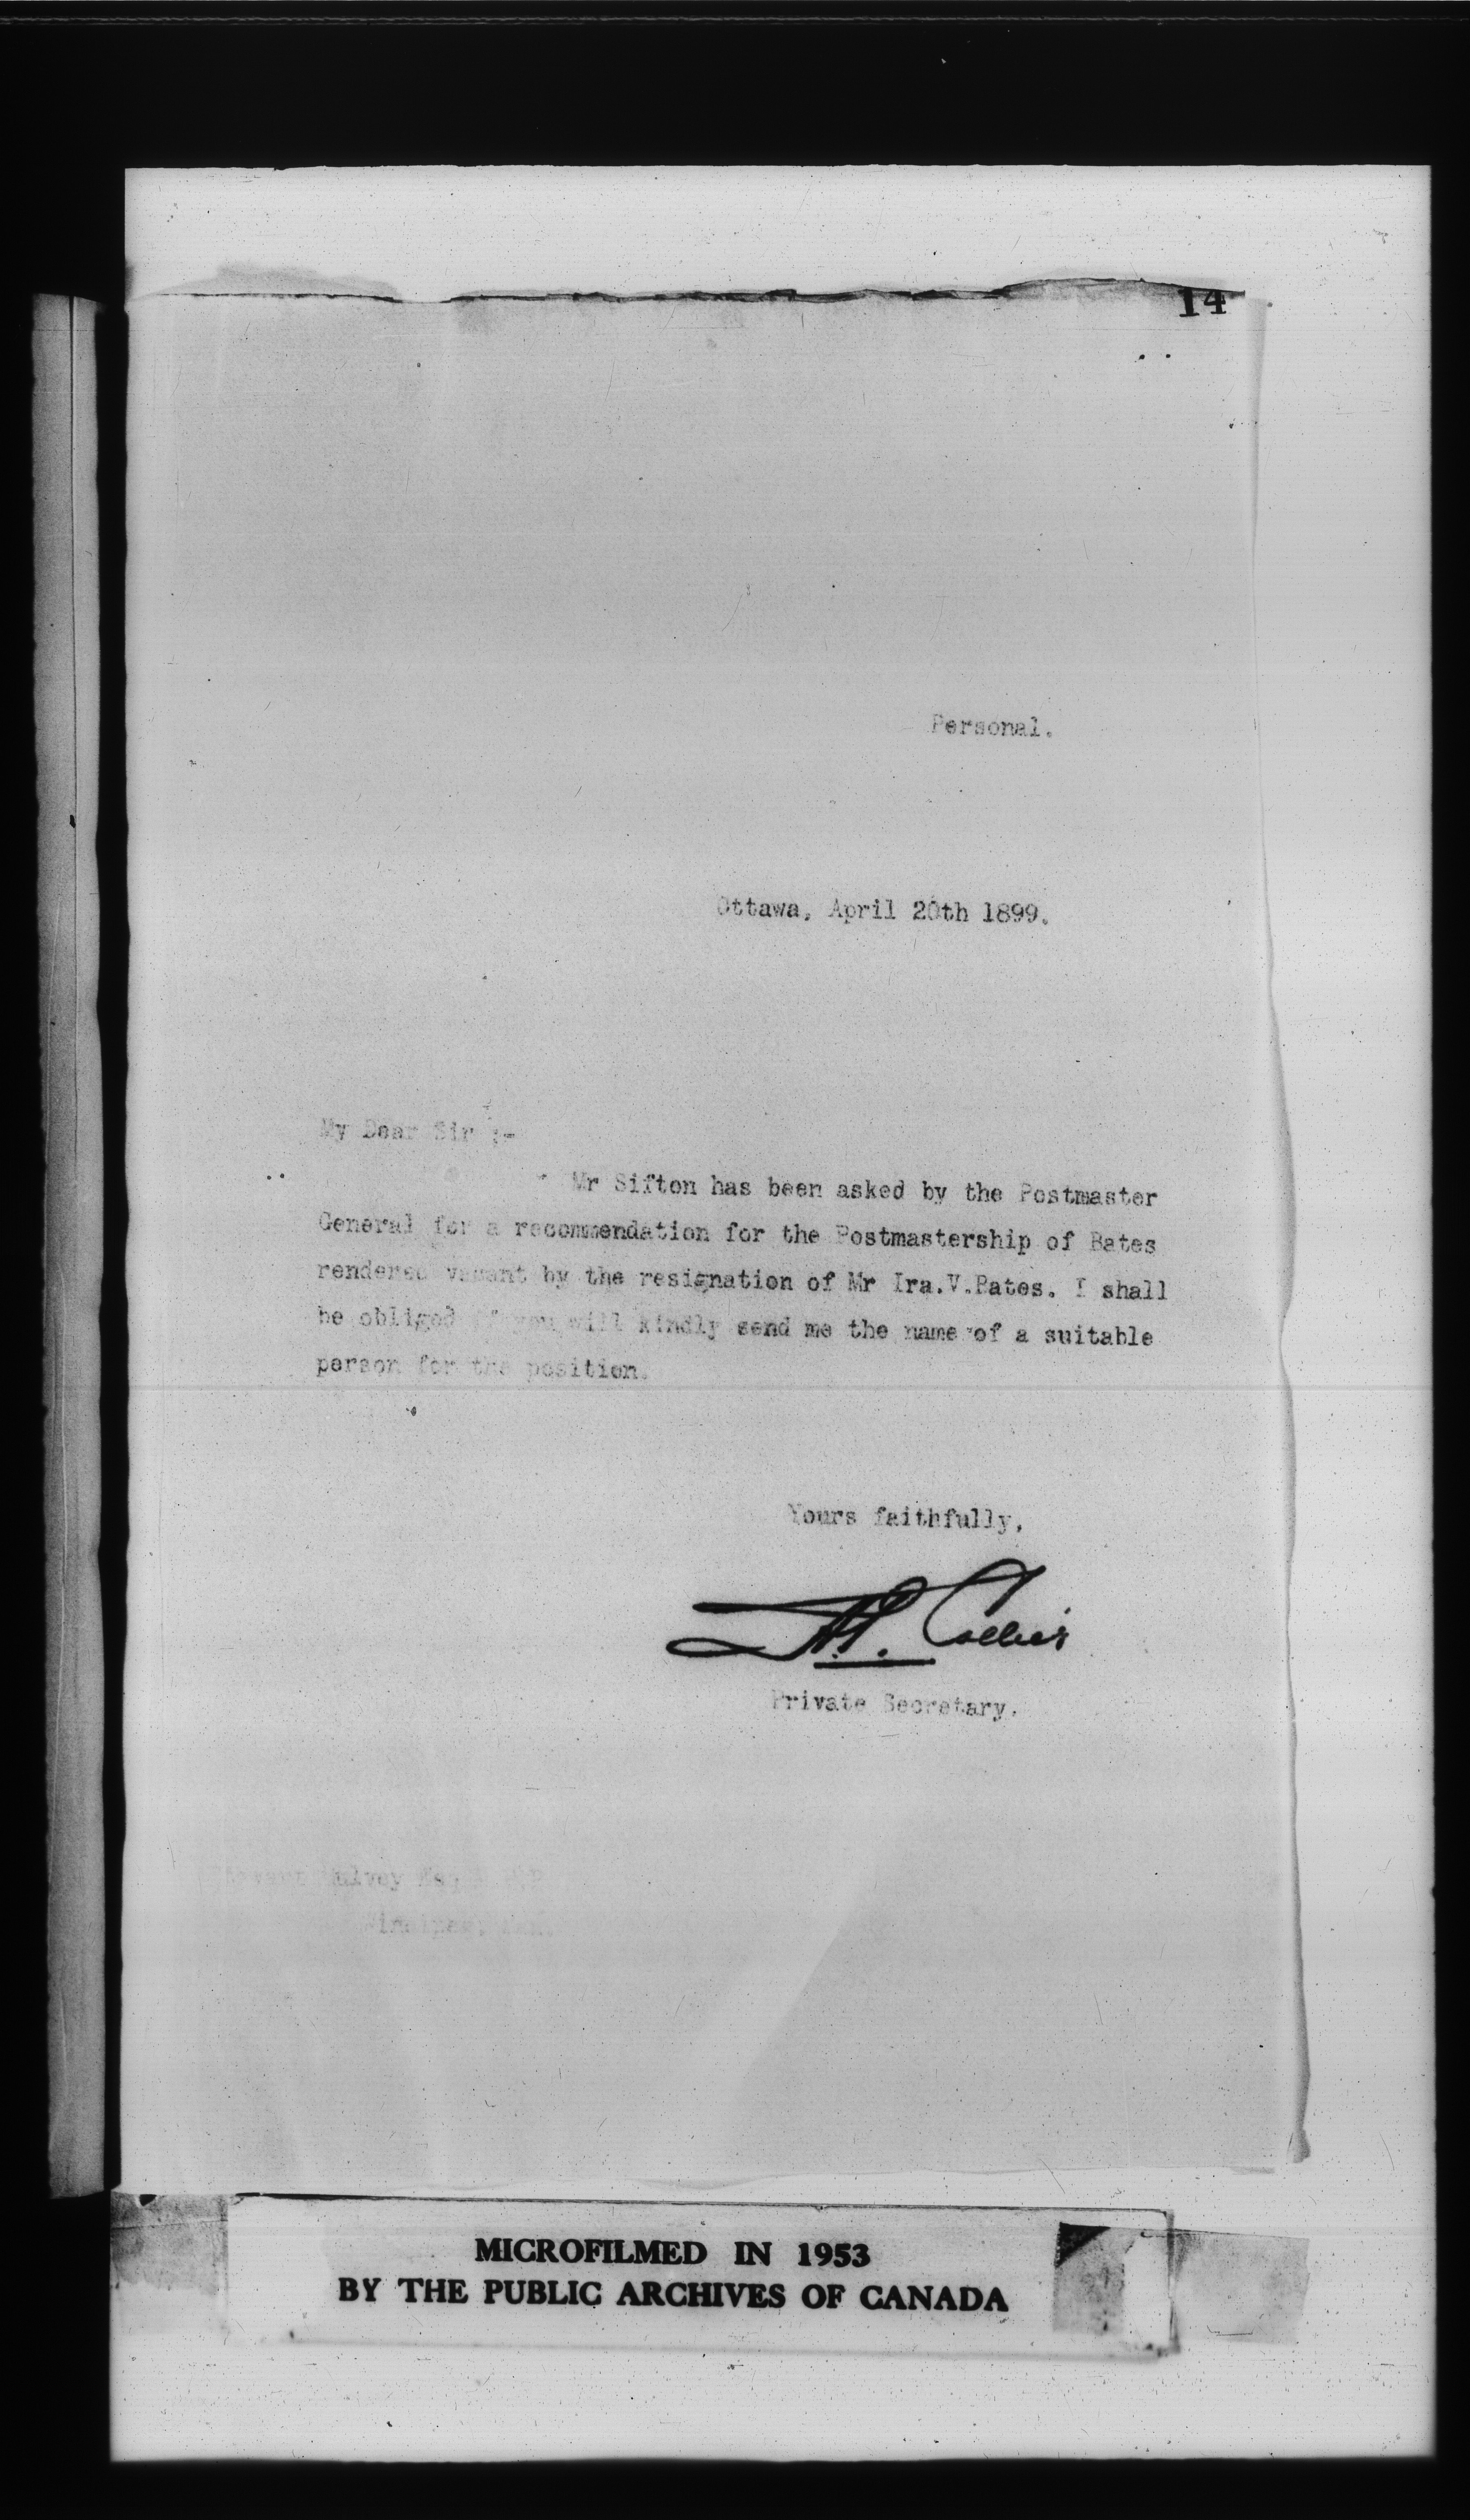 14
Personal.
Ottawa, April 20th 1899.
My Dear Sir :-
Mr Sifton has been asked by the Postmaster
General for a recommendation for the Postmastership of Bates
rendered vacant by the resignation of Mr Ira.V.Bates. I shall
be obliged if you will kindly send me the name of a suitable
person for the position.
Yours faithfully,
Collier
Private Secretary.
Mulvey
Winnipeg,
MICROFILMED IN 1953
BY THE PUBLIC ARCHIVES OF CANADA